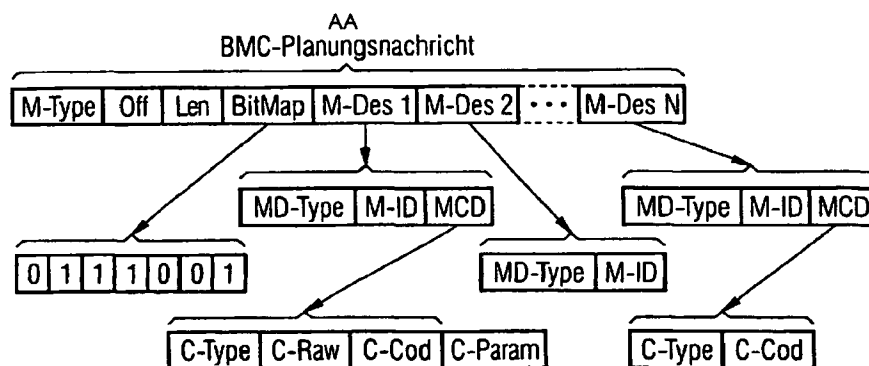 AA
BMC-Planungsnachricht
M-Type Off Len BitMap M-Des 1 M-Des 2 ··· M-Des N
MD-Type M-ID MCD MD-Type M-ID MCD
0 1 1 1 0 0 1 MD-Type M-ID
C-Type C-Raw C-Cod C-Param C-Type C-Cod